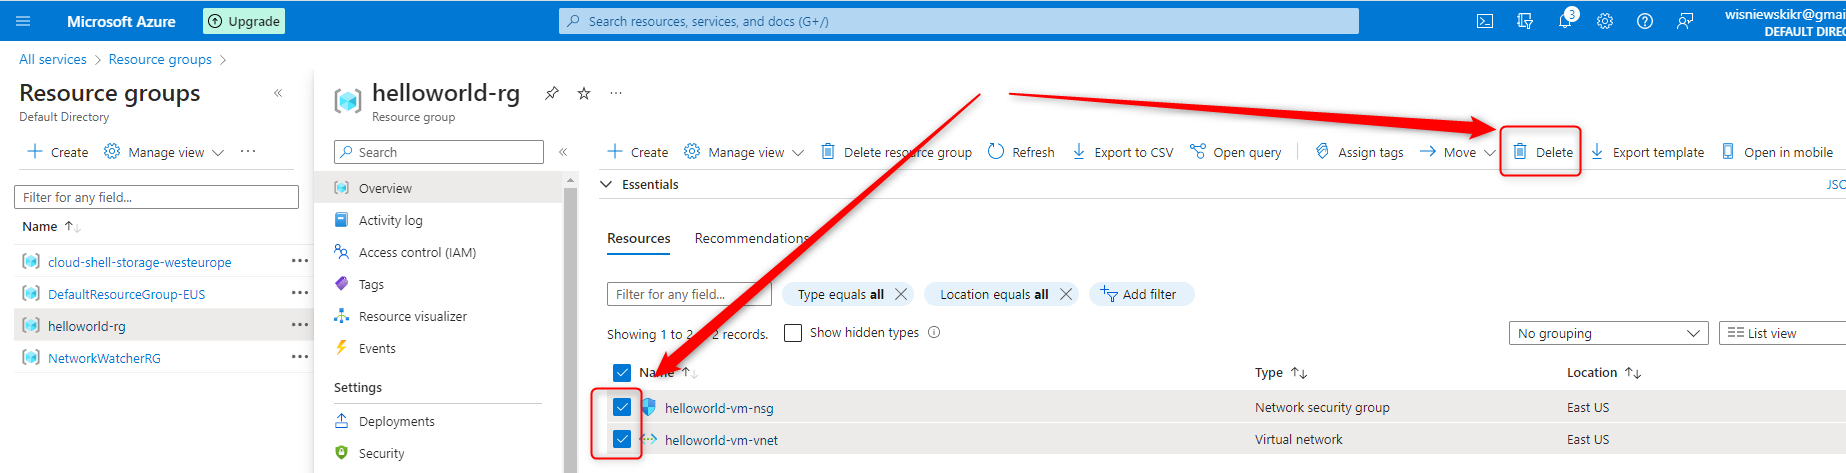 Microsoft Azure
Upgrade
Search resources, services, and docs (G+/)
3
wisniewskikr@gmai
DEFAULT DIREC
All services > Resource groups >
Resource groups
Default Directory
Create Manage view
Name
Filter for any field...
cloud-shell-storage-westeurope
DefaultResourceGroup-EUS
helloworld-rg
NetworkWatcherRG
helloworld-rg
Resource group
Search
Overview
Activity log
Access control (IAM)
Tags
Resource visualizer
Events
Settings
Deployments
Security
Create Manage view Delete resource group Refresh Export to CSV Open query Assign tags Move Delete Export template Open in mobile
Essentials
JSO
Resources Recommendations
Filter for any field... Type equals all Location equals all Add filter
Showing 1 to 2 2 records. Show hidden types
No grouping List view
Name Type Location
helloworld-vm-nsg Network security group East US
helloworld-vm-vnet Virtual network East US